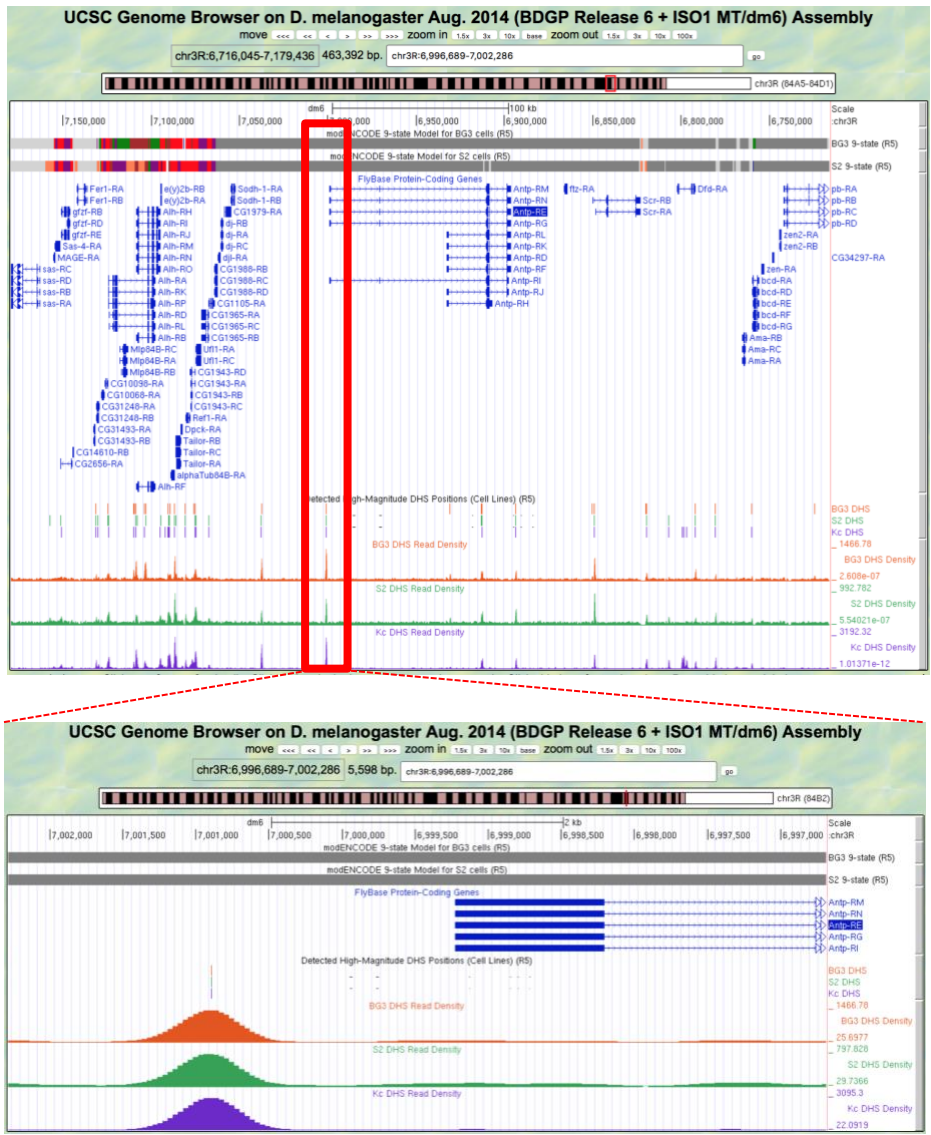 UCSC Genome Browser on D. melanogaster Aug. 2014 (BDGP Release 6 + ISO1 MT/dm6) Assembly
move <<< << < > >> >>> zoom in 1.5x 3x 10x base zoom out 1.5x 3x 10x 100x
chr3R:6,716,045-7,179,436 463,392 bp. chr3R:6,996,689-7,002,286 go
chr3R (84A5-84D1)
dm6 100 kb Scale
7,150,000 7,100,000 7,050,000 6,950,000 6,900,000 6,850,000 6,800,000 6,750,000 chr3R:
modENCODE 9-state Model for BG3 cells (R5)
BG3 9-state (R5)
modENCODE 9-state Model for S2 cells (R5)
S2 9-state (R5)
FlyBase Protein-Coding Genes
Fer1-RA e(y)2b-RB Sodh-1-RA Antp-RM ftz-RA Dfd-RA pb-RA
Fer1-RB e(y)2b-RA Sodh-1-RB Antp-RN Scr-RB pb-RB
gfzf-RB Alh-RH CG1979-RA Antp-RE Scr-RA pb-RC
gfzf-RD Alh-RI dj-RB Antp-RG pb-RD
gfzf-RE Alh-RJ dj-RA Antp-RL zen2-RA
Sas-4-RA Alh-RM dj-RC Antp-RK zen2-RB
MAGE-RA Alh-RN djl-RA Antp-RD CG34297-RA
sas-RC Alh-RO CG1988-RB Antp-RF zen-RA
sas-RD Alh-RA CG1988-RC Antp-RI bcd-RA
sas-RB Alh-RK CG1988-RD Antp-RJ bcd-RD
sas-RA Alh-RP CG1105-RA Antp-RH bcd-RE
Alh-RD CG1965-RA bcd-RF
Alh-RL CG1965-RC bcd-RG
Alh-RB CG1965-RB Ama-RB
Mlp84B-RC Ufl1-RA Ama-RC
Mlp84B-RA Ufl1-RC Ama-RA
Mlp84B-RB CG1943-RD
CG10098-RA CG1943-RA
CG10068-RA CG1943-RB
CG31248-RA CG1943-RC
CG31248-RB Ref1-RA
CG31493-RA Dpck-RA
CG31493-RB Tailor-RB
CG14610-RB Tailor-RC
CG2656-RA Tailor-RA
alphaTub84B-RA
Alh-RF
Detected High-Magnitude DHS Positions (Cell Lines) (R5)
BG3 DHS
S2 DHS
Kc DHS
BG3 DHS Read Density 1466.78
BG3 DHS Density
2.608e-07
S2 DHS Read Density 992.782
S2 DHS Density
5.54021e-07
Kc DHS Read Density 3192.32
Kc DHS Density
1.01371e-12
UCSC Genome Browser on D. melanogaster Aug. 2014 (BDGP Release 6 + ISO1 MT/dm6) Assembly
move <<< << < > >> >>> zoom in 1.5x 3x 10x base zoom out 1.5x 3x 10x 100x
chr3R:6,996,689-7,002,286 5,598 bp. chr3R:6,996,689-7,002,286 go
chr3R (84B2)
dm6 2 kb Scale
7,002,000 7,001,500 7,001,000 7,000,500 7,000,000 6,999,500 6,999,000 6,998,500 6,998,000 6,997,500 6,997,000 chr3R:
modENCODE 9-state Model for BG3 cells (R5)
BG3 9-state (R5)
modENCODE 9-state Model for S2 cells (R5)
S2 9-state (R5)
FlyBase Protein-Coding Genes
Antp-RM
Antp-RN
Antp-RE
Antp-RG
Antp-RI
Detected High-Magnitude DHS Positions (Cell Lines) (R5)
BG3 DHS
S2 DHS
Kc DHS
BG3 DHS Read Density 1466.78
BG3 DHS Density
25.6977
S2 DHS Read Density 797.828
S2 DHS Density
29.7366
Kc DHS Read Density 3095.3
Kc DHS Density
22.0919